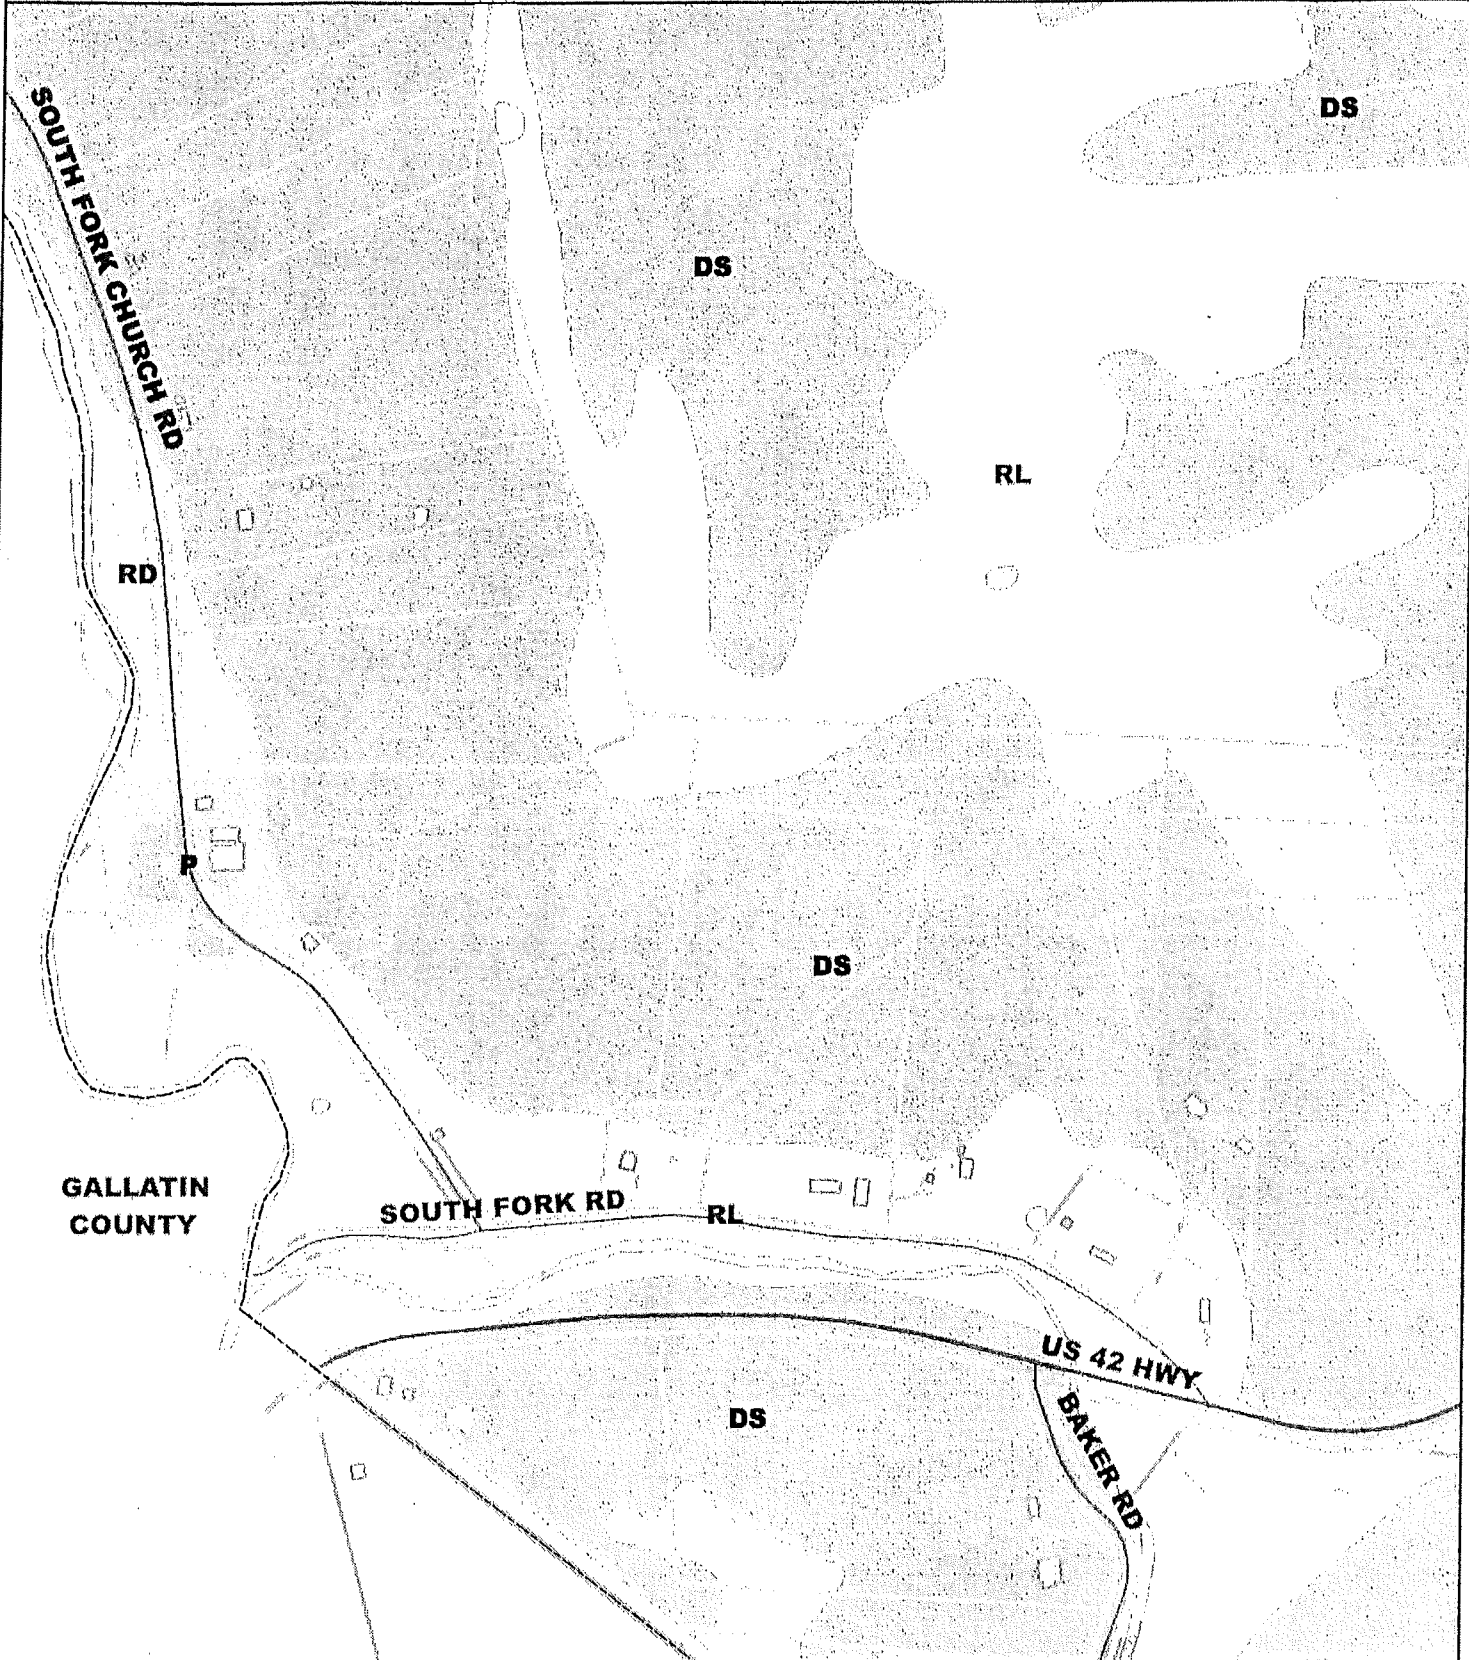 DS
SOUTH FORK CHURCH RD
DS
RL
RD
P
DS
GALLATIN
COUNTY
SOUTH FORK RD
RL
US 42 HWY
DS
BAKER RD